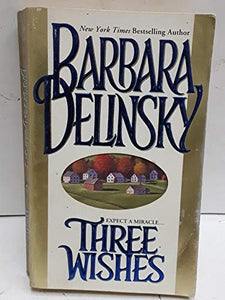 New York Times Bestselling Author
BARBARA
DELINSKY
EXPECT A MIRACLE...
THREE
WISHES